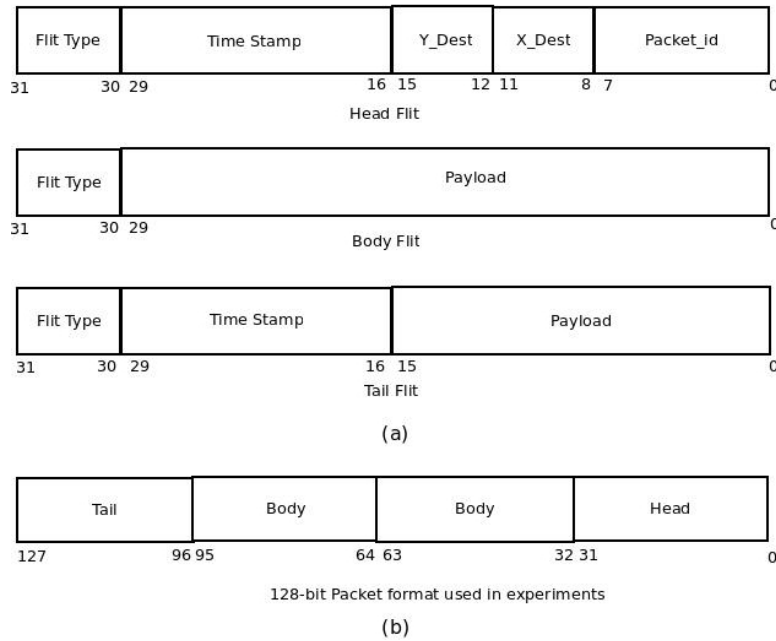 Flit Type Time Stamp Y_Dest X_Dest Packet_id
31 30 29 16 15 12 11 8 7 0
Head Flit
Flit Type Payload
31 30 29 0
Body Flit
Flit Type Time Stamp Payload
31 30 29 16 15 0
Tail Flit
(a)
Tail Body Body Head
127 96 95 64 63 32 31 0
128-bit Packet format used in experiments
(b)